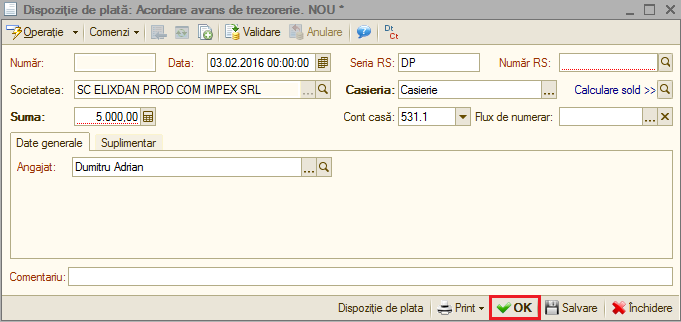 Dispoziție de plată: Acordare avans de trezorerie. NOU *
Operație Comenzi Validare Anulare Dt Ct
Număr: Data: 03.02.2016 00:00:00 Seria RS: DP Număr RS:
Societatea: SC ELIXDAN PROD COM IMPEX SRL ... Casieria: Casierie ... Calculare sold >>
Suma: 5.000,00 Cont casă: 531.1 Flux de numerar: ...
Date generale Suplimentar
Angajat: Dumitru Adrian ...
Comentariu:
Dispoziție de plata Print OK Salvare Închidere